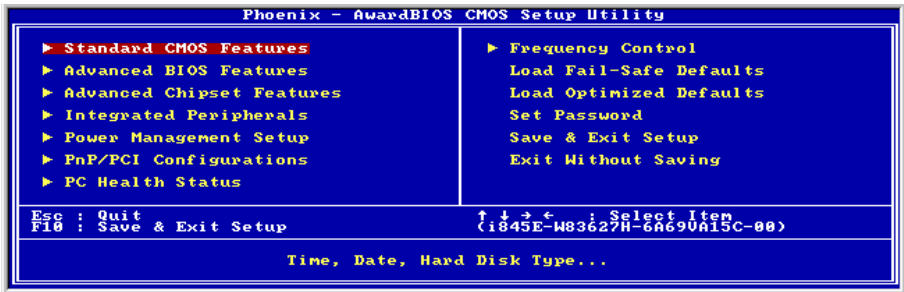 Phoenix - AwardBIOS CMOS Setup Utility
▶ Standard CMOS Features
▶ Advanced BIOS Features
▶ Advanced Chipset Features
▶ Integrated Peripherals
▶ Power Management Setup
▶ PnP/PCI Configurations
▶ PC Health Status
▶ Frequency Control
Load Fail-Safe Defaults
Load Optimized Defaults
Set Password
Save & Exit Setup
Exit Without Saving
Esc : Quit
F10 : Save & Exit Setup
↑ ↓ → ← : Select Item
(i845E-W83627H-6A69VA15C-00)
Time, Date, Hard Disk Type...